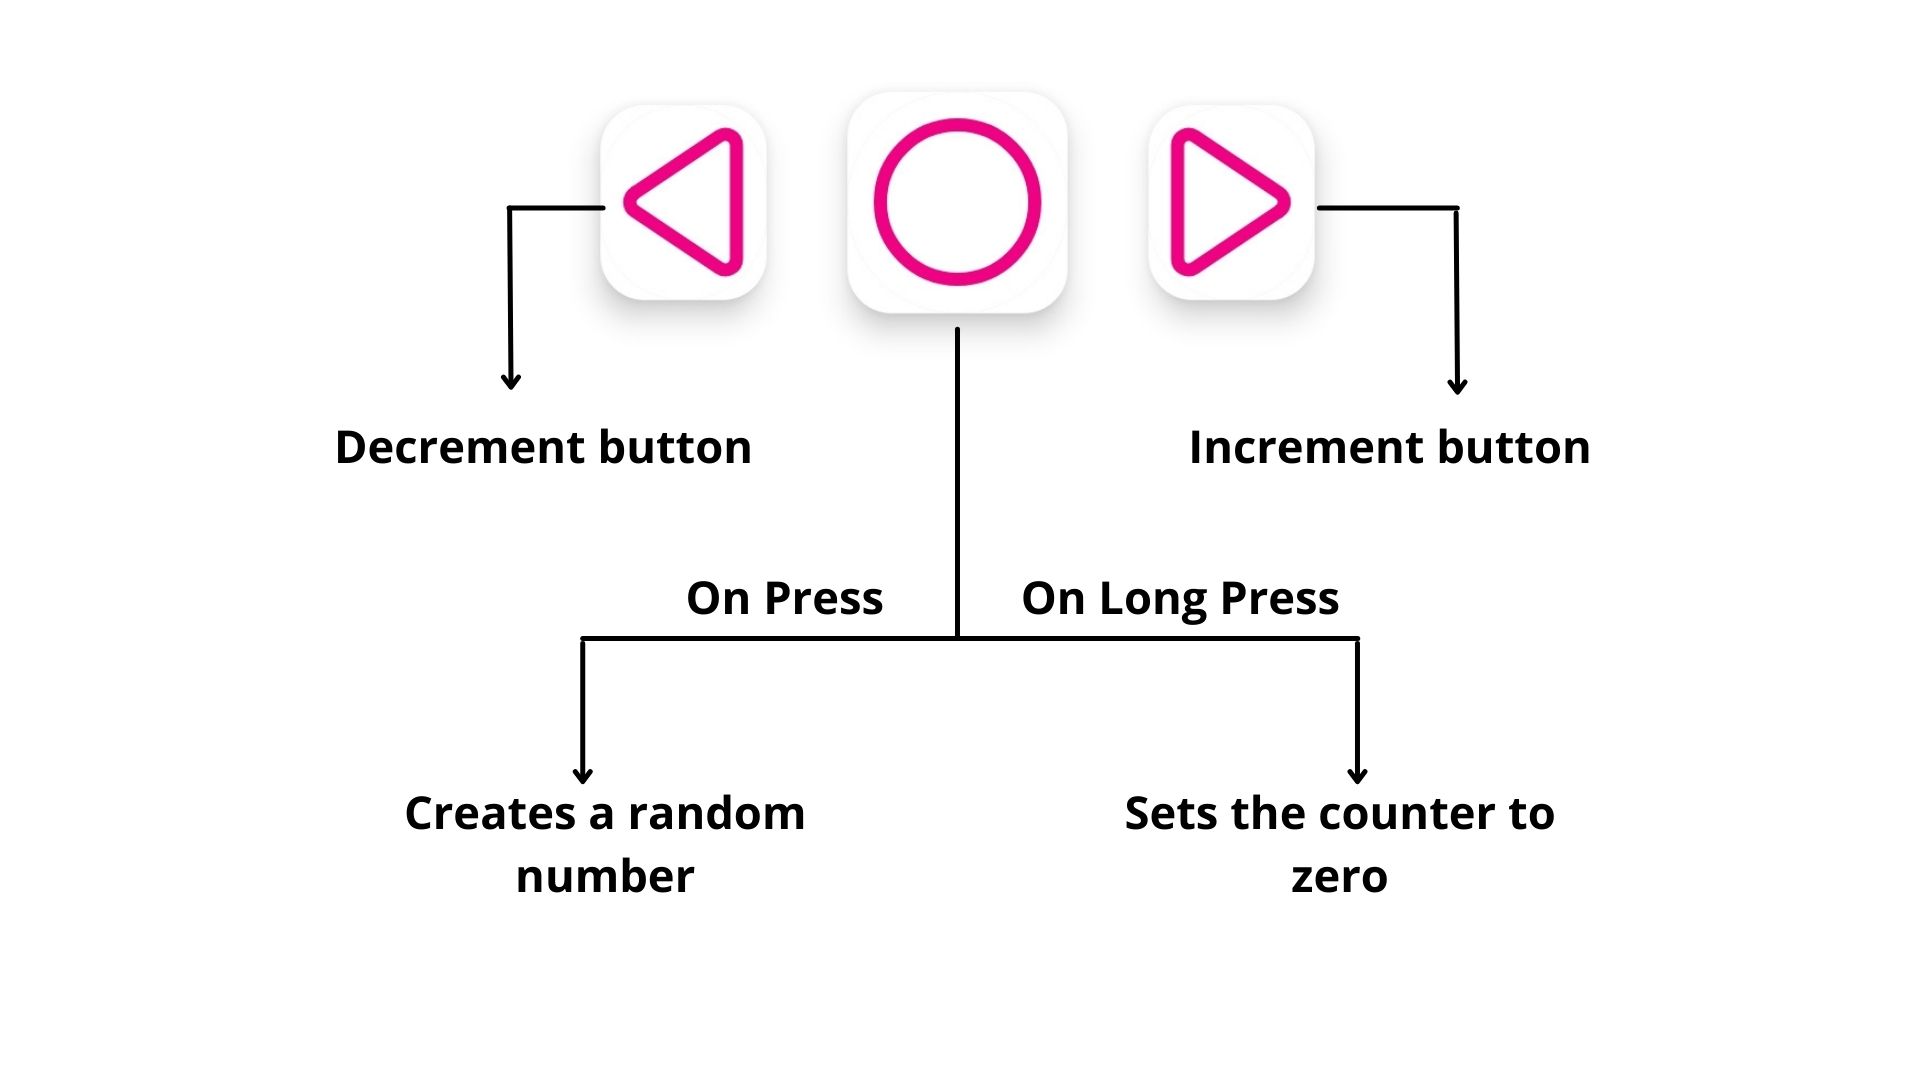 Decrement button
Increment button
On Press
On Long Press
Creates a random
number
Sets the counter to
zero